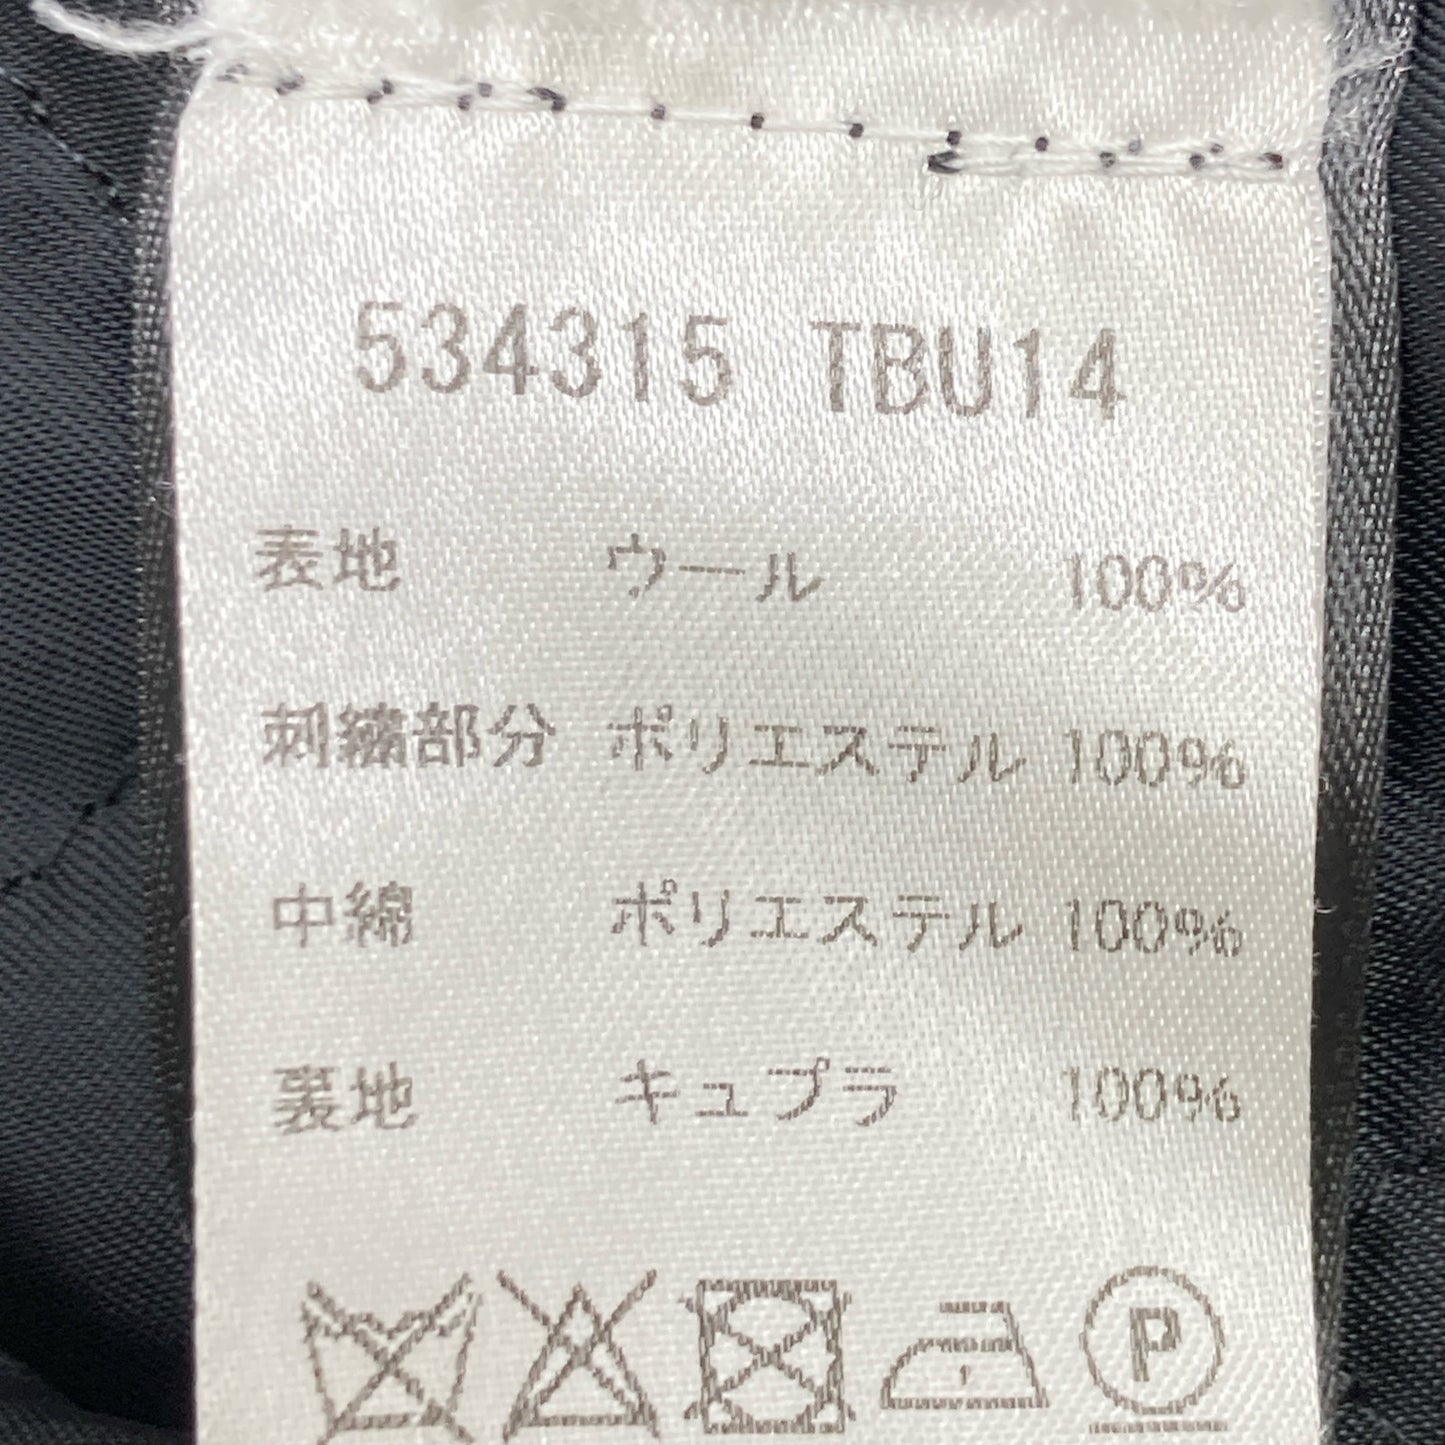 534315 TBU14
表地 ウール 100%
刺繍部分 ポリエステル 100%
中綿 ポリエステル 100%
裏地 キュプラ 100%
1 P